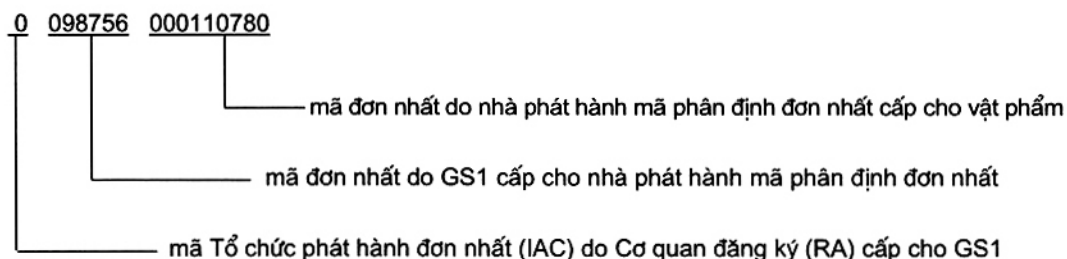 0 098756 000110780
mã đơn nhất do nhà phát hành mã phân định đơn nhất cấp cho vật phẩm
mã đơn nhất do GS1 cấp cho nhà phát hành mã phân định đơn nhất
mã Tổ chức phát hành đơn nhất (IAC) do Cơ quan đăng ký (RA) cấp cho GS1